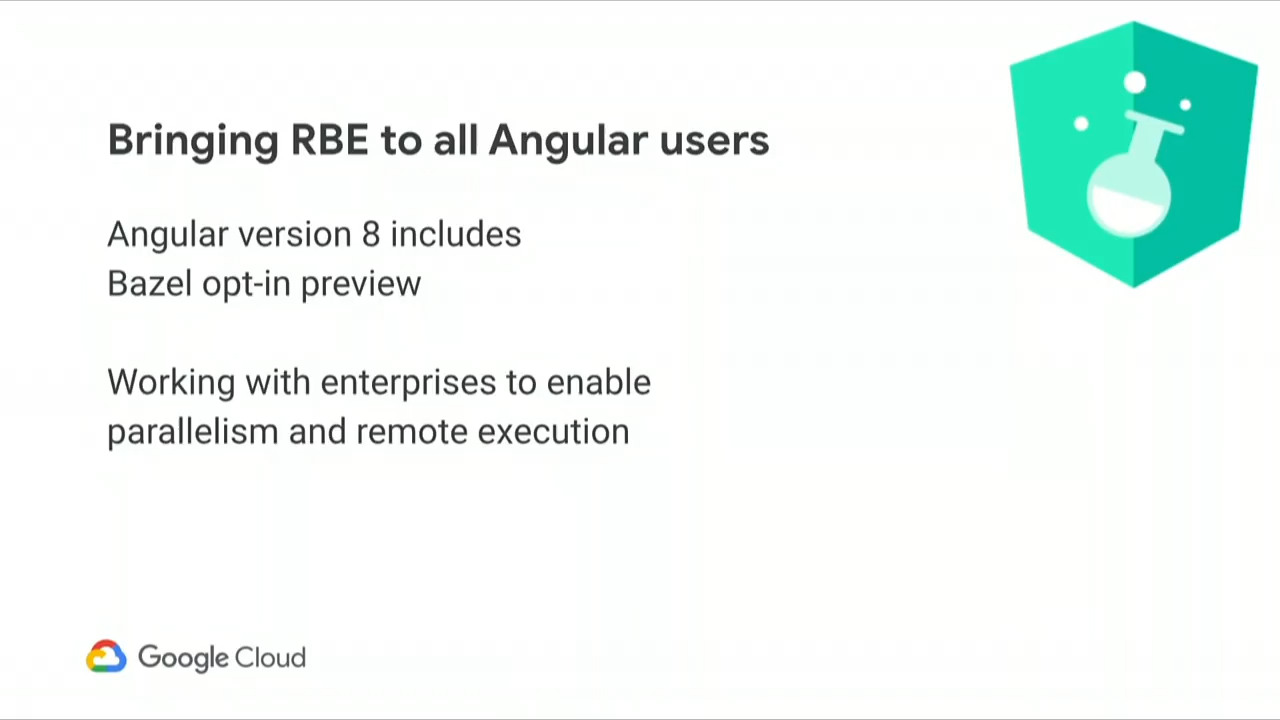 Bringing RBE to all Angular users
Angular version 8 includes
Bazel opt-in preview
Working with enterprises to enable
parallelism and remote execution
Google Cloud